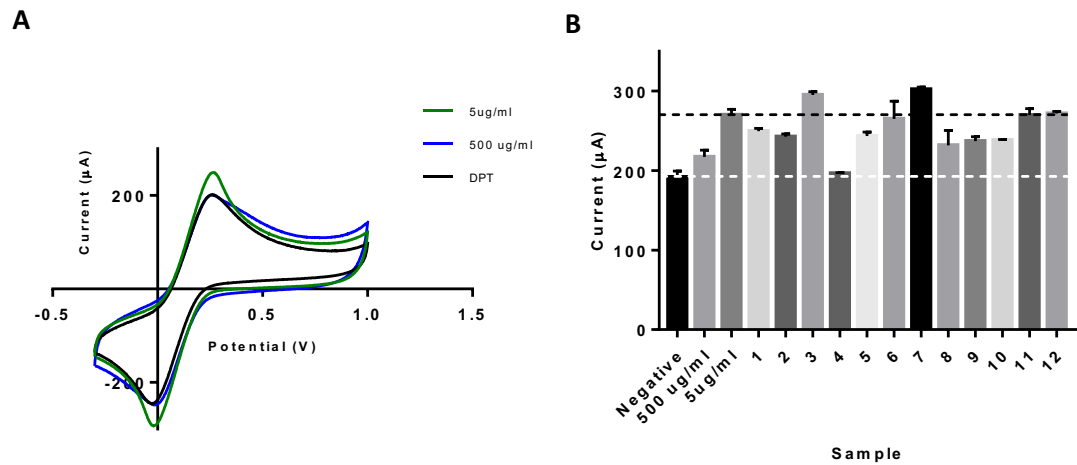 A
5ug/ml
500 ug/ml
DPT
Current (µA)
200
-200
-0.5
0.5
1.0
1.5
Potential (V)
B
Current (µA)
300
200
100
0
Negative
500 ug/ml
5ug/ml
1
2
3
4
5
6
7
8
9
10
11
12
Sample